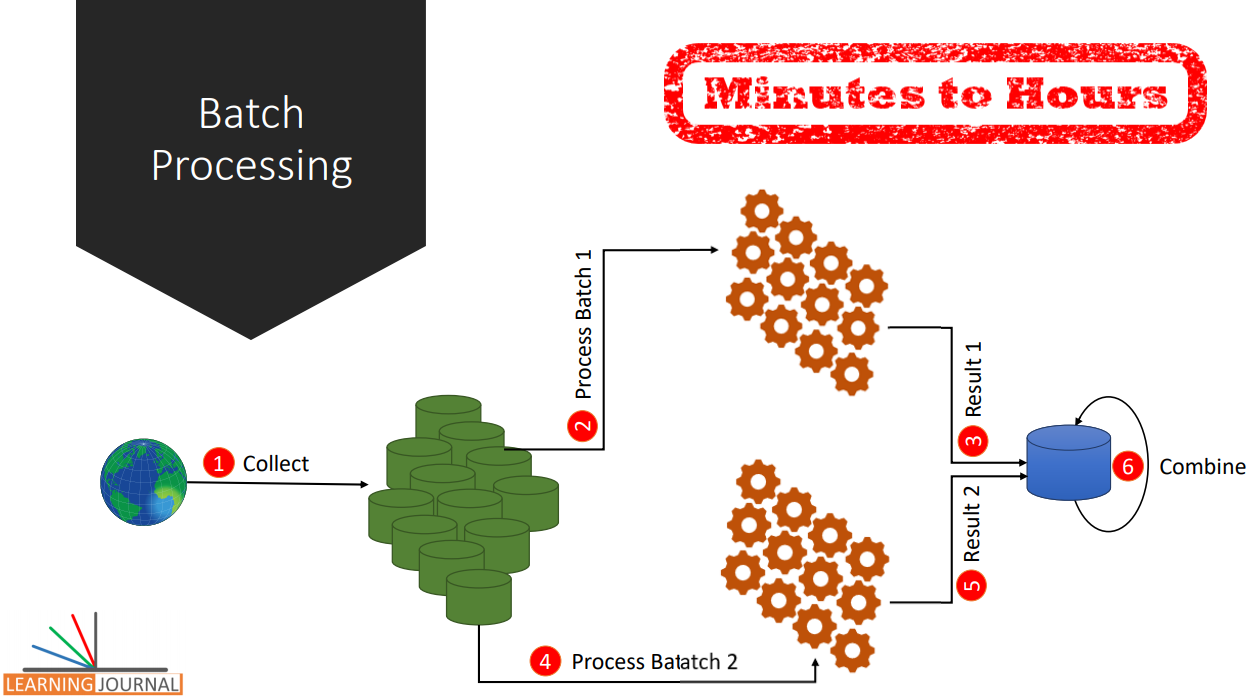 Batch
Processing
Minutes to Hours
1 Collect
2 Process Batch 1
3 Result 1
4 Process Batatch 2
5 Result 2
6 Combine
LEARNING JOURNAL